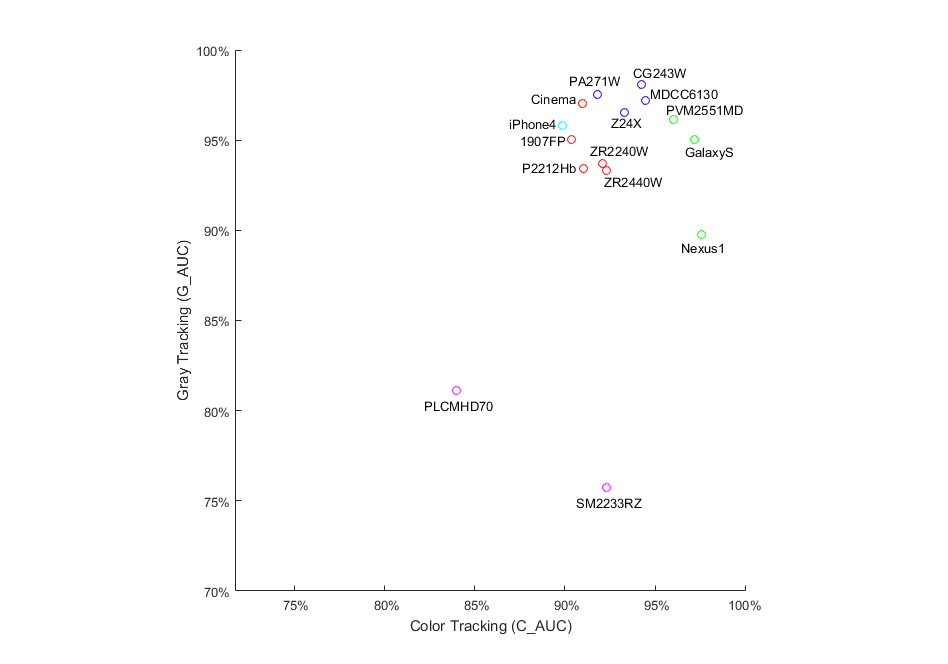 100%
CG243W
PA271W
MDCC6130
Cinema
PVM2551MD
iPhone4
Z24X
95%
1907FP
ZR2240W
GalaxyS
P2212Hb
ZR2440W
90%
Nexus1
Gray Tracking (G_AUC)
85%
80%
PLCMHD70
75%
SM2233RZ
70%
75% 80% 85% 90% 95% 100%
Color Tracking (C_AUC)